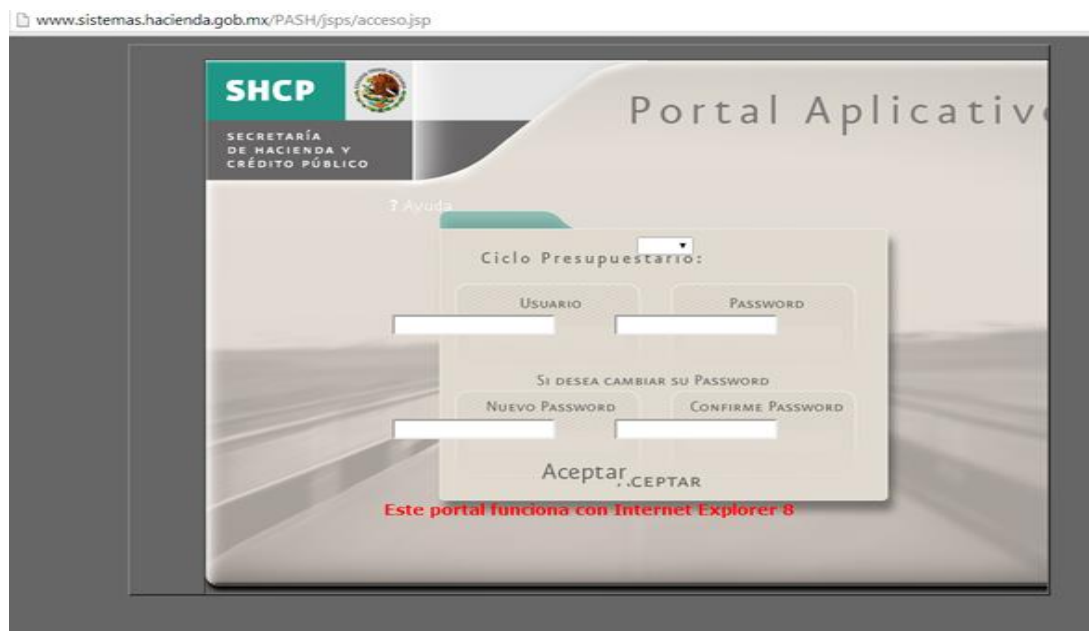 www.sistemas.hacienda.gob.mx/PASH/jsps/acceso.jsp
SHCP
SECRETARÍA
DE HACIENDA Y
CRÉDITO PÚBLICO
Portal Aplicativo
? Ayuda
Ciclo Presupuestario:
USUARIO PASSWORD
SI DESEA CAMBIAR SU PASSWORD
NUEVO PASSWORD CONFIRME PASSWORD
Aceptar
ACEPTAR
Este portal funciona con Internet Explorer 8